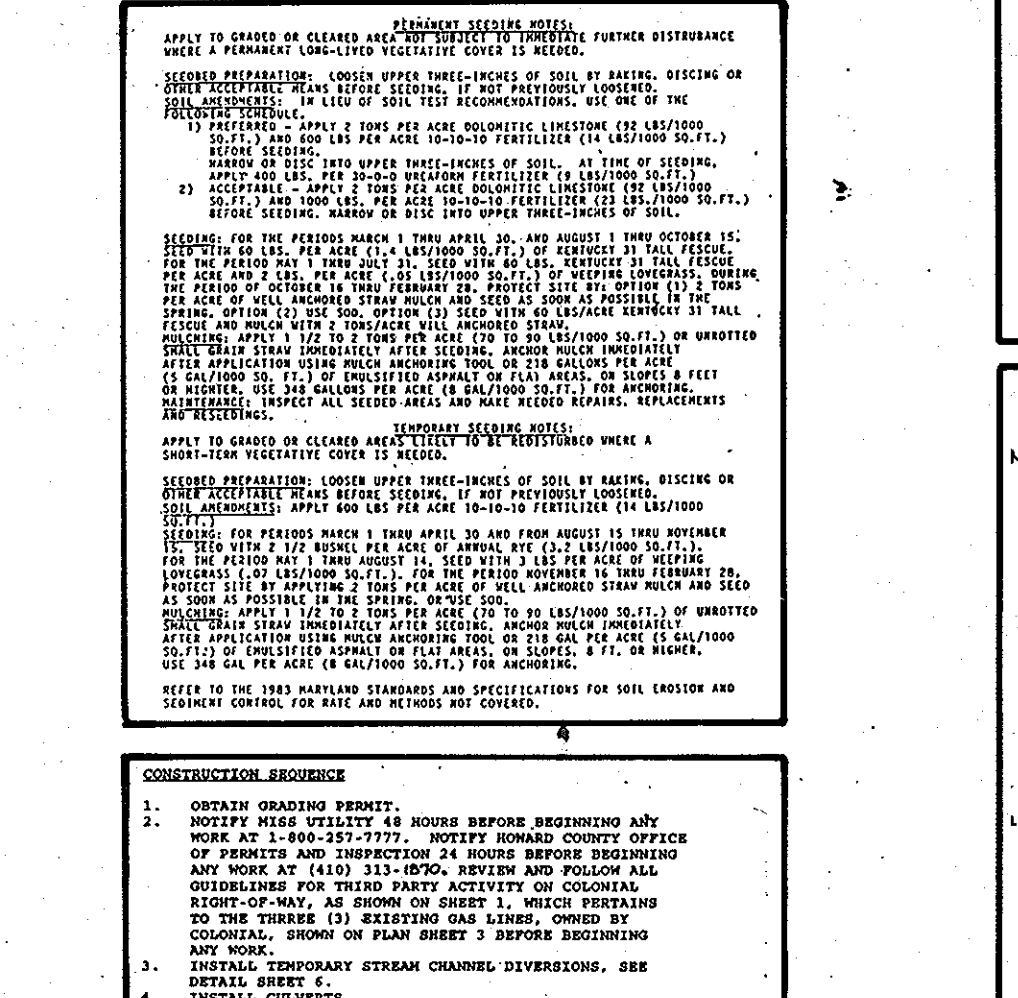 PERMANENT SEEDING NOTES:
APPLY TO GRADED OR CLEARED AREA NOT SUBJECT TO IMMEDIATE FURTHER DISTRUBANCE
WHERE A PERMANENT LONG-LIVED VEGETATIVE COVER IS NEEDED.
SEEDBED PREPARATION: LOOSEN UPPER THREE-INCHES OF SOIL BY RAKING, DISCING OR
OTHER ACCEPTABLE MEANS BEFORE SEEDING, IF NOT PREVIOUSLY LOOSENED.
SOIL AMENDMENTS: IN LIEU OF SOIL TEST RECOMMENDATIONS, USE ONE OF THE
FOLLOWING SCHEDULE.
1) PREFERRED - APPLY 2 TONS PER ACRE DOLOMITIC LIMESTONE (92 LBS/1000
SQ.FT.) AND 600 LBS PER ACRE 10-10-10 FERTILIZER (14 LBS/1000 SQ.FT.)
BEFORE SEEDING.
HARROW OR DISC INTO UPPER THREE-INCHES OF SOIL. AT TIME OF SEEDING,
APPLY 400 LBS. PER 30-0-0 UREAFORM FERTILIZER (9 LBS/1000 SQ.FT.)
2) ACCEPTABLE - APPLY 2 TONS PER ACRE DOLOMITIC LIMESTONE (92 LBS/1000
SQ.FT.) AND 1000 LBS. PER ACRE 10-10-10 FERTILIZER (23 LBS./1000 SQ.FT.)
BEFORE SEEDING. HARROW OR DISC INTO UPPER THREE-INCHES OF SOIL.
SEEDING: FOR THE PERIODS MARCH 1 THRU APRIL 30, AND AUGUST 1 THRU OCTOBER 15,
SEED WITH 60 LBS. PER ACRE (1.4 LBS/1000 SQ.FT.) OF KENTUCKY 31 TALL FESCUE.
FOR THE PERIOD MAY 1 THRU JULY 31, SEED WITH 60 LBS. KENTUCKY 31 TALL FESCUE
PER ACRE AND 2 LBS. PER ACRE (.05 LBS/1000 SQ.FT.) OF WEEPING LOVEGRASS. DURING
THE PERIOD OF OCTOBER 16 THRU FEBRUARY 28, PROTECT SITE BY: OPTION (1) 2 TONS
PER ACRE OF WELL ANCHORED STRAW MULCH AND SEED AS SOON AS POSSIBLE IN THE
SPRING. OPTION (2) USE SOD. OPTION (3) SEED WITH 60 LBS/ACRE KENTUCKY 31 TALL
FESCUE AND MULCH WITH 2 TONS/ACRE WILL ANCHORED STRAW.
MULCHING: APPLY 1 1/2 TO 2 TONS PER ACRE (70 TO 90 LBS/1000 SQ.FT.) OR UNROTTED
SMALL GRAIN STRAW IMMEDIATELY AFTER SEEDING. ANCHOR MULCH IMMEDIATELY
AFTER APPLICATION USING MULCH ANCHORING TOOL OR 218 GALLONS PER ACRE
(5 GAL/1000 SQ. FT.) OF EMULSIFIED ASPHALT ON FLAT AREAS. ON SLOPES 8 FEET
OR HIGHTER, USE 348 GALLONS PER ACRE (8 GAL/1000 SQ.FT.) FOR ANCHORING.
MAINTENANCE: INSPECT ALL SEEDED AREAS AND MAKE NEEDED REPAIRS, REPLACEMENTS
AND RESEEDINGS.
TEMPORARY SEEDING NOTES:
APPLY TO GRADED OR CLEARED AREAS LIKELY TO BE REDISTURBED WHERE A
SHORT-TERM VEGETATIVE COVER IS NEEDED.
SEEDBED PREPARATION: LOOSEN UPPER THREE-INCHES OF SOIL BY RAKING, DISCING OR
OTHER ACCEPTABLE MEANS BEFORE SEEDING, IF NOT PREVIOUSLY LOOSENED.
SOIL AMENDMENTS: APPLY 600 LBS PER ACRE 10-10-10 FERTILIZER (14 LBS/1000
SQ.FT.)
SEEDING: FOR PERIODS MARCH 1 THRU APRIL 30 AND FROM AUGUST 15 THRU NOVEMBER
15, SEED WITH 2 1/2 BUSHEL PER ACRE OF ANNUAL RYE (3.2 LBS/1000 SQ.FT.).
FOR THE PERIOD MAY 1 THRU AUGUST 14, SEED WITH 3 LBS PER ACRE OF WEEPING
LOVEGRASS (.07 LBS/1000 SQ.FT.). FOR THE PERIOD NOVEMBER 16 THRU FEBRUARY 28,
PROTECT SITE BY APPLYING 2 TONS PER ACRE OF WELL ANCHORED STRAW MULCH AND SEED
AS SOON AS POSSIBLE IN THE SPRING, OR USE SOD.
MULCHING: APPLY 1 1/2 TO 2 TONS PER ACRE (70 TO 90 LBS/1000 SQ.FT.) OF UNROTTED
SMALL GRAIN STRAW IMMEDIATELY AFTER SEEDING. ANCHOR MULCH IMMEDIATELY
AFTER APPLICATION USING MULCH ANCHORING TOOL OR 218 GAL PER ACRE (5 GAL/1000
SQ.FT.) OF EMULSIFIED ASPHALT ON FLAT AREAS. ON SLOPES, 8 FT. OR HIGHER,
USE 348 GAL PER ACRE (8 GAL/1000 SQ.FT.) FOR ANCHORING.
REFER TO THE 1983 MARYLAND STANDARDS AND SPECIFICATIONS FOR SOIL EROSION AND
SEDIMENT CONTROL FOR RATE AND METHODS NOT COVERED.
CONSTRUCTION SEQUENCE
1. OBTAIN GRADING PERMIT.
2. NOTIFY MISS UTILITY 48 HOURS BEFORE BEGINNING ANY
WORK AT 1-800-257-7777. NOTIFY HOWARD COUNTY OFFICE
OF PERMITS AND INSPECTION 24 HOURS BEFORE BEGINNING
ANY WORK AT (410) 313-1870. REVIEW AND FOLLOW ALL
GUIDELINES FOR THIRD PARTY ACTIVITY ON COLONIAL
RIGHT-OF-WAY, AS SHOWN ON SHEET 1, WHICH PERTAINS
TO THE THRREE (3) EXISTING GAS LINES, OWNED BY
COLONIAL, SHOWN ON PLAN SHEET 3 BEFORE BEGINNING
ANY WORK.
3. INSTALL TEMPORARY STREAM CHANNEL DIVERSIONS, SEE
DETAIL SHEET 6.
4. INSTALL CULVERTS